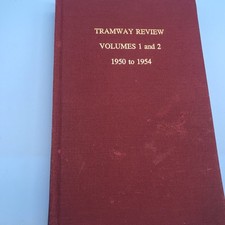 TRAMWAY REVIEW
VOLUMES 1 and 2
1950 to 1954